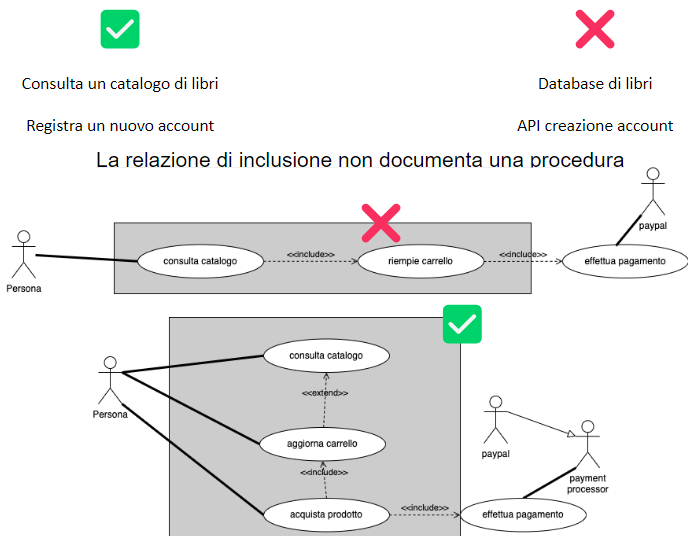 Consulta un catalogo di libri
Database di libri
Registra un nuovo account
API creazione account
La relazione di inclusione non documenta una procedura
paypal
<<include>>
<<include>>
consulta catalogo
riempie carrello
effettua pagamento
Persona
consulta catalogo
<<extend>>
Persona
aggiorna carrello
paypal
<<include>>
payment
processor
<<include>>
acquista prodotto
effettua pagamento